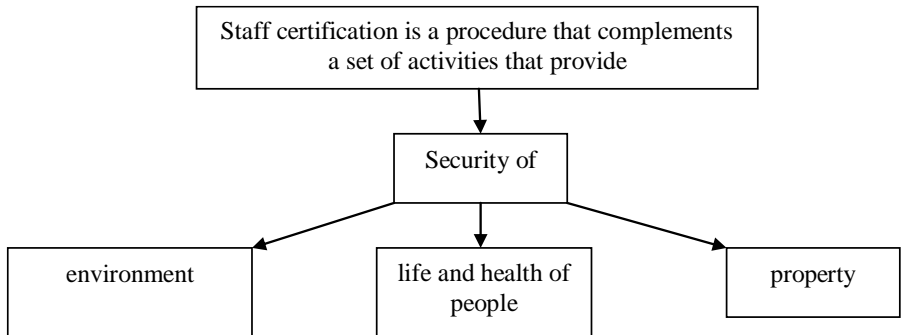 Staff certification is a procedure that complements
a set of activities that provide
Security of
environment
life and health of
people
property